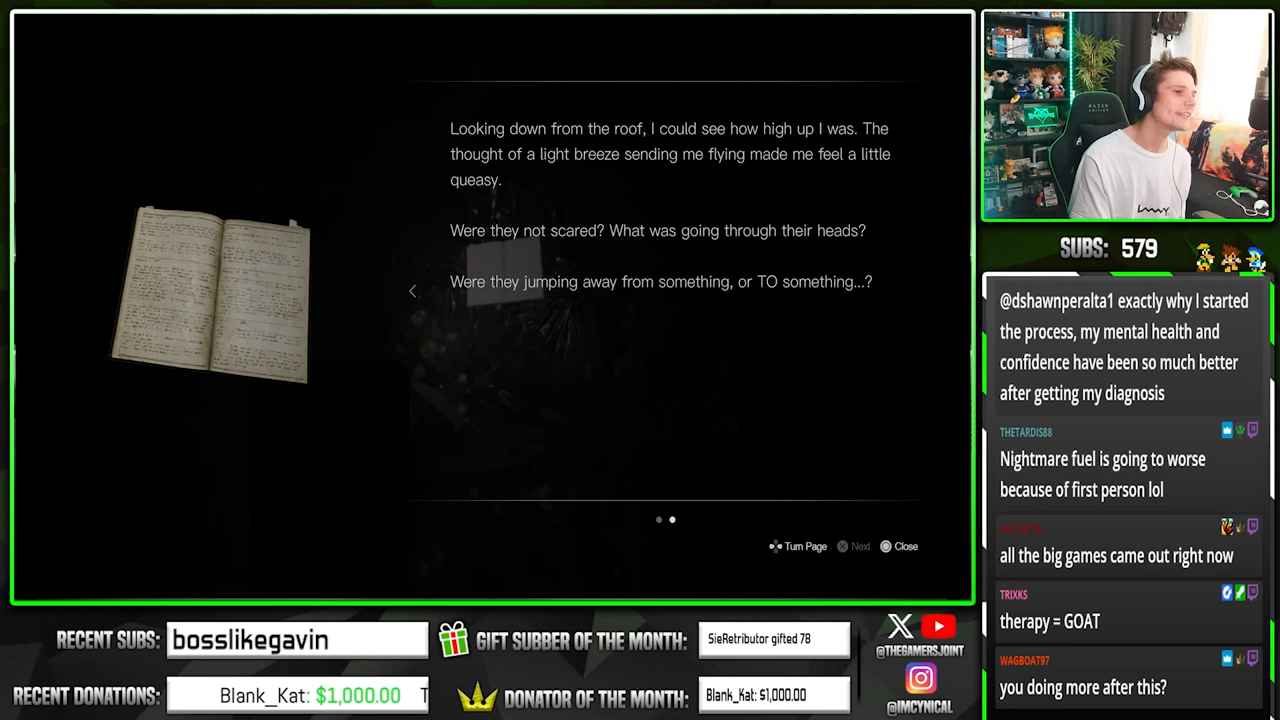 Looking down from the roof, I could see how high up I was. The
thought of a light breeze sending me flying made me feel a little
queasy.
Were they not scared? What was going through their heads?
Were they jumping away from something, or TO something...?
Turn Page
Next
Close
RAZER
SUBS: 579
@dshawnperalta1 exactly why I started
the process, my mental health and
confidence have been so much better
after getting my diagnosis
THETARDIS88
Nightmare fuel is going to worse
because of first person lol
all the big games came out right now
TRIXKS
therapy = GOAT
WAGBOAT97
you doing more after this?
RECENT SUBS: bosslikegavin
GIFT SUBBER OF THE MONTH: SieRetributor gifted 78
@THEGAMERSJOINT
RECENT DONATIONS: Blank_Kat: $1,000.00 T
DONATOR OF THE MONTH: Blank_Kat: $1,000.00
@IMCYNICAL